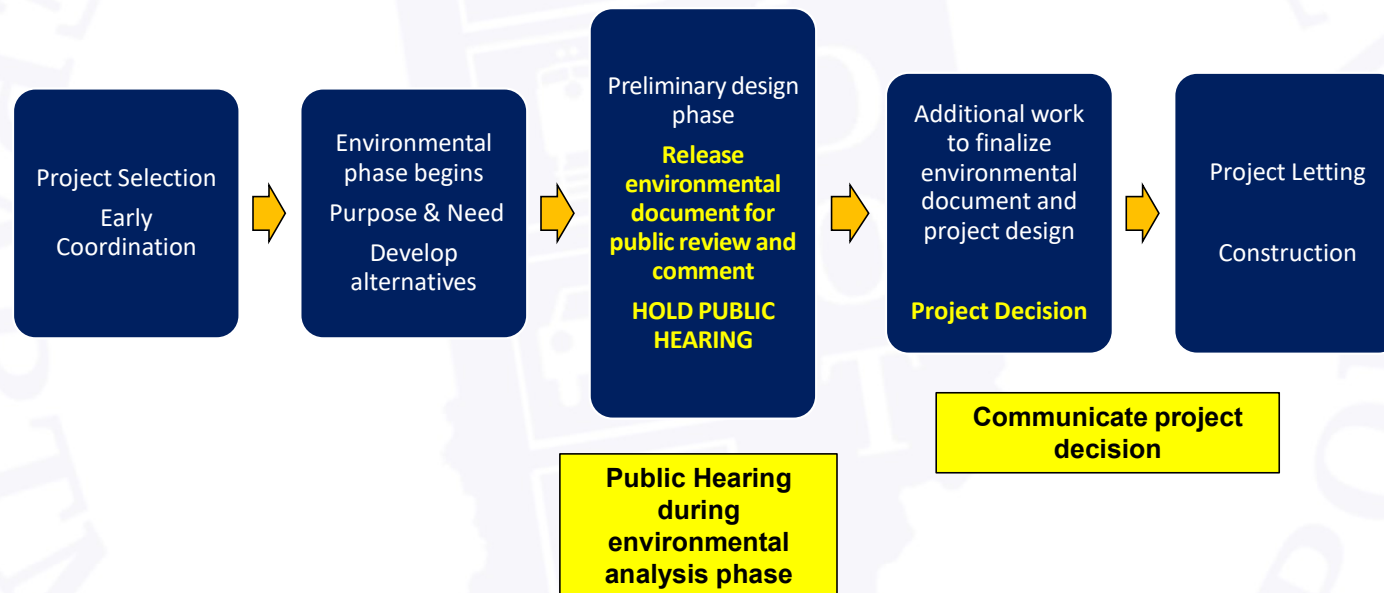 Project Selection
Early
Coordination
Environmental
phase begins
Purpose & Need
Develop
alternatives
Preliminary design
phase
Release
environmental
document for
public review and
comment
HOLD PUBLIC
HEARING
Additional work
to finalize
environmental
document and
project design
Project Decision
Project Letting
Construction
Communicate project
decision
Public Hearing
during
environmental
analysis phase